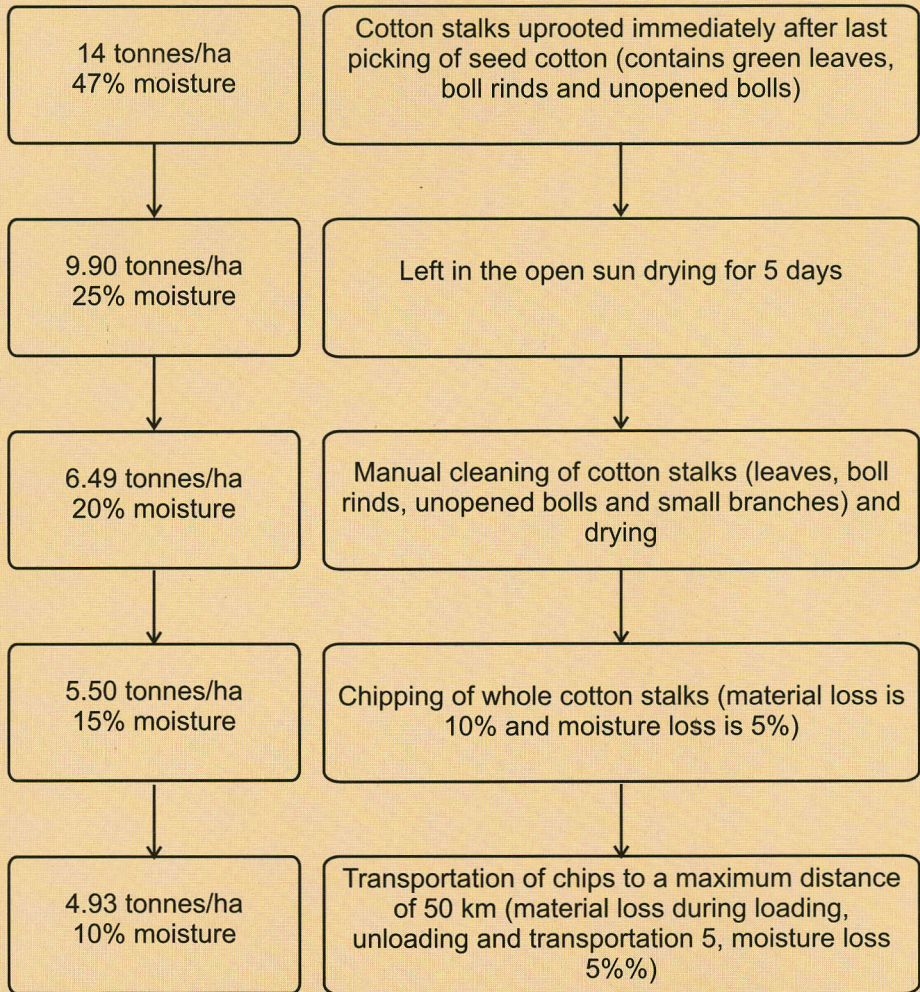 14 tonnes/ha
47% moisture
Cotton stalks uprooted immediately after last
picking of seed cotton (contains green leaves,
boll rinds and unopened bolls)
9.90 tonnes/ha
25% moisture
Left in the open sun drying for 5 days
6.49 tonnes/ha
20% moisture
Manual cleaning of cotton stalks (leaves, boll
rinds, unopened bolls and small branches) and
drying
5.50 tonnes/ha
15% moisture
Chipping of whole cotton stalks (material loss is
10% and moisture loss is 5%)
4.93 tonnes/ha
10% moisture
Transportation of chips to a maximum distance
of 50 km (material loss during loading,
unloading and transportation 5, moisture loss
5%%)